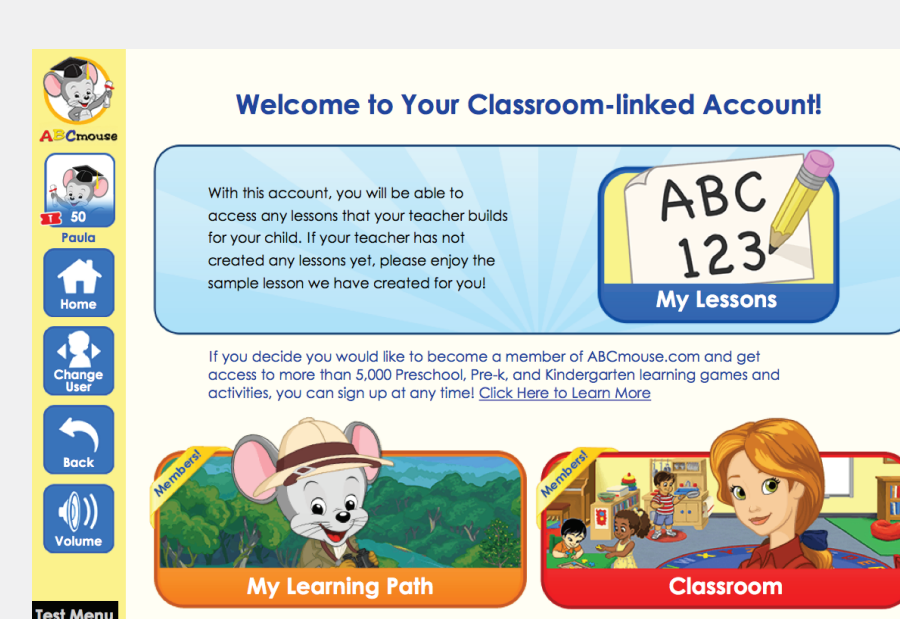 ABCmouse
T 50
Paula
Home
Change
User
Back
Volume
Test Menu
Welcome to Your Classroom-linked Account!
With this account, you will be able to
access any lessons that your teacher builds
for your child. If your teacher has not
created any lessons yet, please enjoy the
sample lesson we have created for you!
ABC
123
My Lessons
If you decide you would like to become a member of ABCmouse.com and get
access to more than 5,000 Preschool, Pre-k, and Kindergarten learning games and
activities, you can sign up at any time! Click Here to Learn More
Members!
My Learning Path
Members!
Classroom